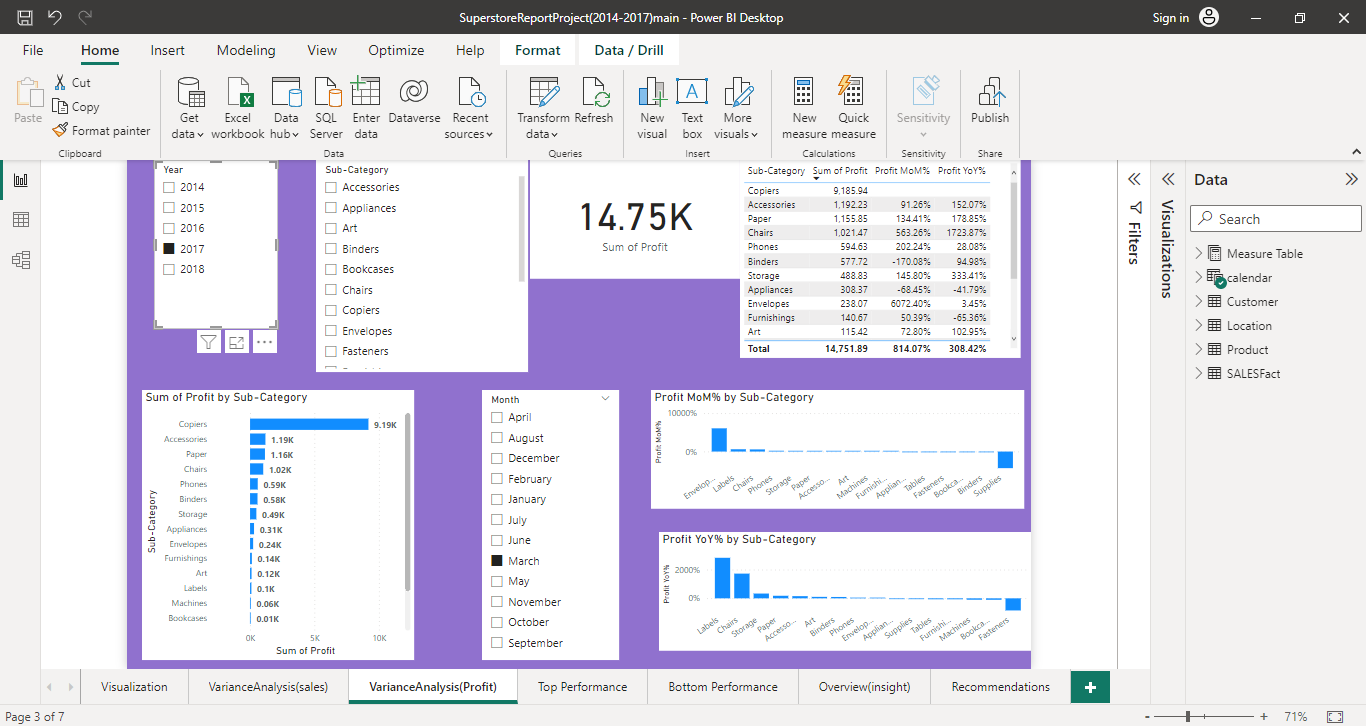 SuperstoreReportProject(2014-2017)main - Power BI Desktop
Sign in
File Home Insert Modeling View Optimize Help Format Data / Drill
Paste
Cut
Copy
Format painter
Clipboard
Get data
Excel workbook
Data hub
SQL Server
Enter data
Dataverse
Recent sources
Data
Transform data
Refresh
Queries
New visual
Text box
More visuals
Insert
New measure
Quick measure
Calculations
Sensitivity
Sensitivity
Publish
Share
Year
2014
2015
2016
2017
2018
Sub-Category
Accessories
Appliances
Art
Binders
Bookcases
Chairs
Copiers
Envelopes
Fasteners
14.75K
Sum of Profit
Sub-Category Sum of Profit Profit MoM% Profit YoY%
Copiers 9,185.94
Accessories 1,192.23 91.26% 152.07%
Paper 1,155.85 134.41% 178.85%
Chairs 1,021.47 563.26% 1723.87%
Phones 594.63 202.24% 28.08%
Binders 577.72 -170.08% 94.98%
Storage 488.83 145.80% 333.41%
Appliances 308.37 -68.45% -41.79%
Envelopes 238.07 6072.40% 3.45%
Furnishings 140.67 50.39% -65.36%
Art 115.42 72.80% 102.95%
Total 14,751.89 814.07% 308.42%
Sum of Profit by Sub-Category
Sub-Category
Copiers 9.19K
Accessories 1.19K
Paper 1.16K
Chairs 1.02K
Phones 0.59K
Binders 0.58K
Storage 0.49K
Appliances 0.31K
Envelopes 0.24K
Furnishings 0.14K
Art 0.12K
Labels 0.1K
Machines 0.06K
Bookcases 0.01K
0K 5K 10K
Sum of Profit
Month
April
August
December
February
January
July
June
March
May
November
October
September
Profit MoM% by Sub-Category
Profit MoM%
10000%
0%
Envelop... Labels Chairs Phones Storage Paper Accesso... Art Machines Furnishi... Applian... Tables Fasteners Bookca... Binders Supplies
Profit YoY% by Sub-Category
Profit YoY%
2000%
0%
Labels Chairs Storage Paper Accesso... Art Binders Phones Envelop... Applian... Supplies Tables Furnishi... Machines Bookca... Fasteners
Filters
Visualizations
Data
Search
Measure Table
calendar
Customer
Location
Product
SALESFact
Visualization VarianceAnalysis(sales) VarianceAnalysis(Profit) Top Performance Bottom Performance Overview(insight) Recommendations +
Page 3 of 7
- + 71%